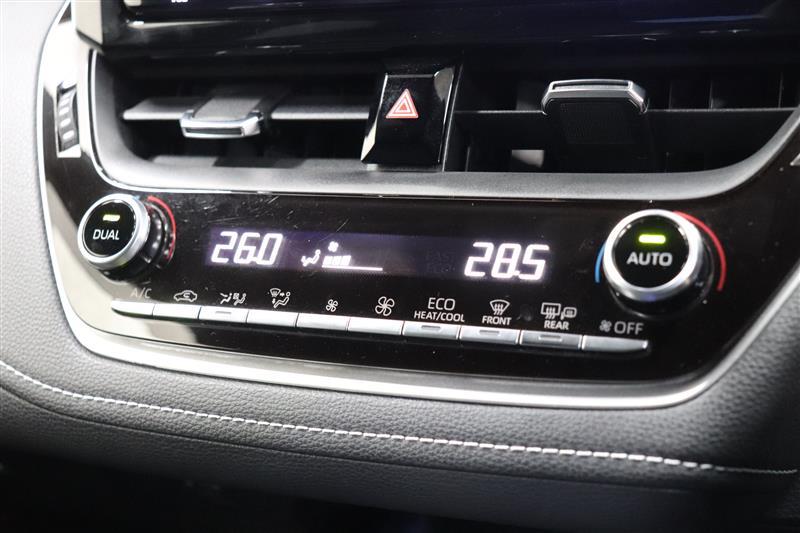 DUAL
26.0
28.5
AUTO
A/C
ECO
HEAT/COOL
FRONT
REAR
OFF